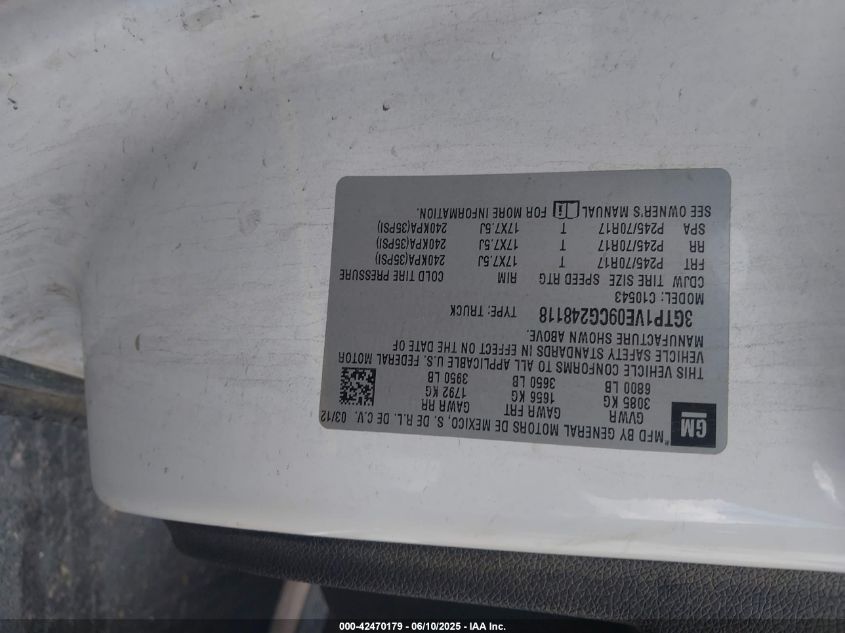 GM
*MFD BY GENERAL MOTORS DE MEXICO, S. DE R.L. DE C.V. 03/12
GVWR GAWR FRT GAWR RR
3085 KG 1656 KG 1792 KG
6800 LB 3650 LB 3950 LB
THIS VEHICLE CONFORMS TO ALL APPLICABLE U.S. FEDERAL MOTOR
VEHICLE SAFETY STANDARDS IN EFFECT ON THE DATE OF
MANUFACTURE SHOWN ABOVE.
3GTP1VE09CG248118 TYPE: TRUCK
MODEL: C10543
CDJW TIRE SIZE SPEED RTG RIM COLD TIRE PRESSURE
FRT P245/70R17 T 17X7.5J 240KPA(35PSI)
RR P245/70R17 T 17X7.5J 240KPA(35PSI)
SPA P245/70R17 T 17X7.5J 240KPA(35PSI)
SEE OWNER'S MANUAL FOR MORE INFORMATION.
000-42470179 - 06/10/2025 - IAA Inc.